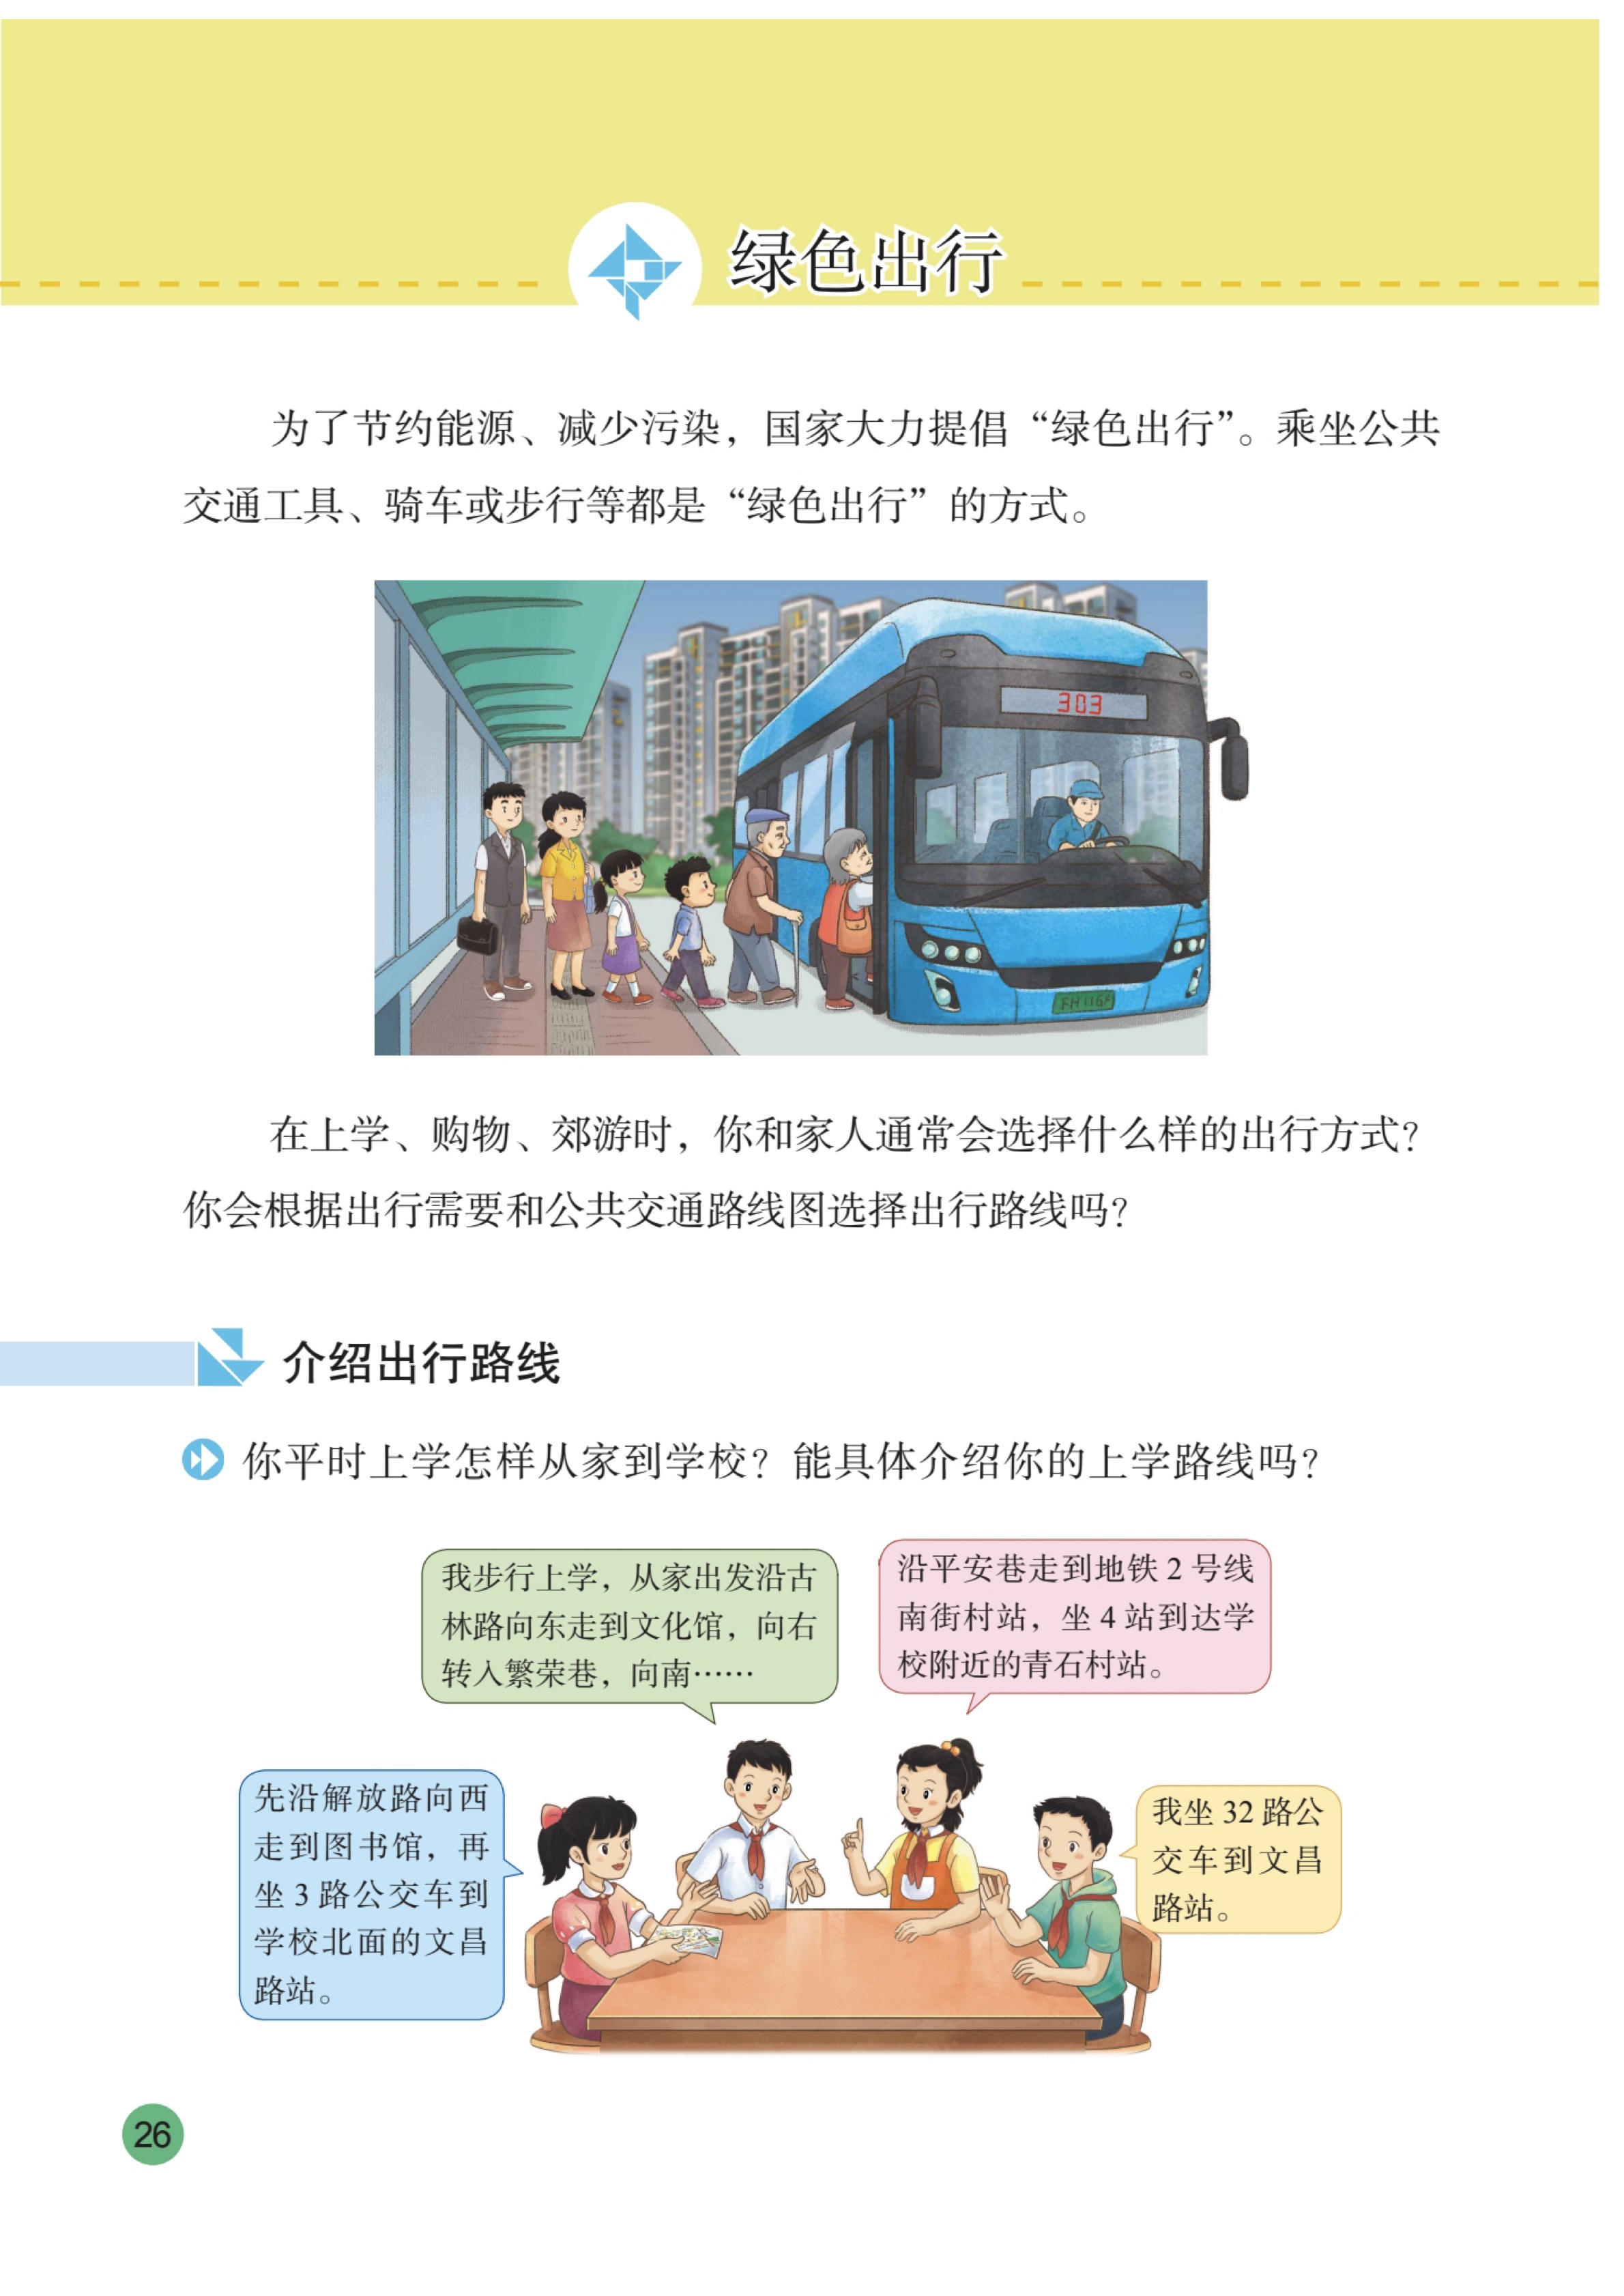 绿色出行
为了节约能源、减少污染，国家大力提倡“绿色出行”。乘坐公共
交通工具、骑车或步行等都是“绿色出行”的方式。
303
在上学、购物、郊游时，你和家人通常会选择什么样的出行方式？
你会根据出行需要和公共交通路线图选择出行路线吗？
介绍出行路线
你平时上学怎样从家到学校？能具体介绍你的上学路线吗？
我步行上学，从家出发沿古
林路向东走到文化馆，向右
转入繁荣巷，向南……
沿平安巷走到地铁 2 号线
南街村站，坐 4 站到达学
校附近的青石村站。
先沿解放路向西
走到图书馆，再
坐 3 路公交车到
学校北面的文昌
路站。
我坐 32 路公
交车到文昌
路站。
26